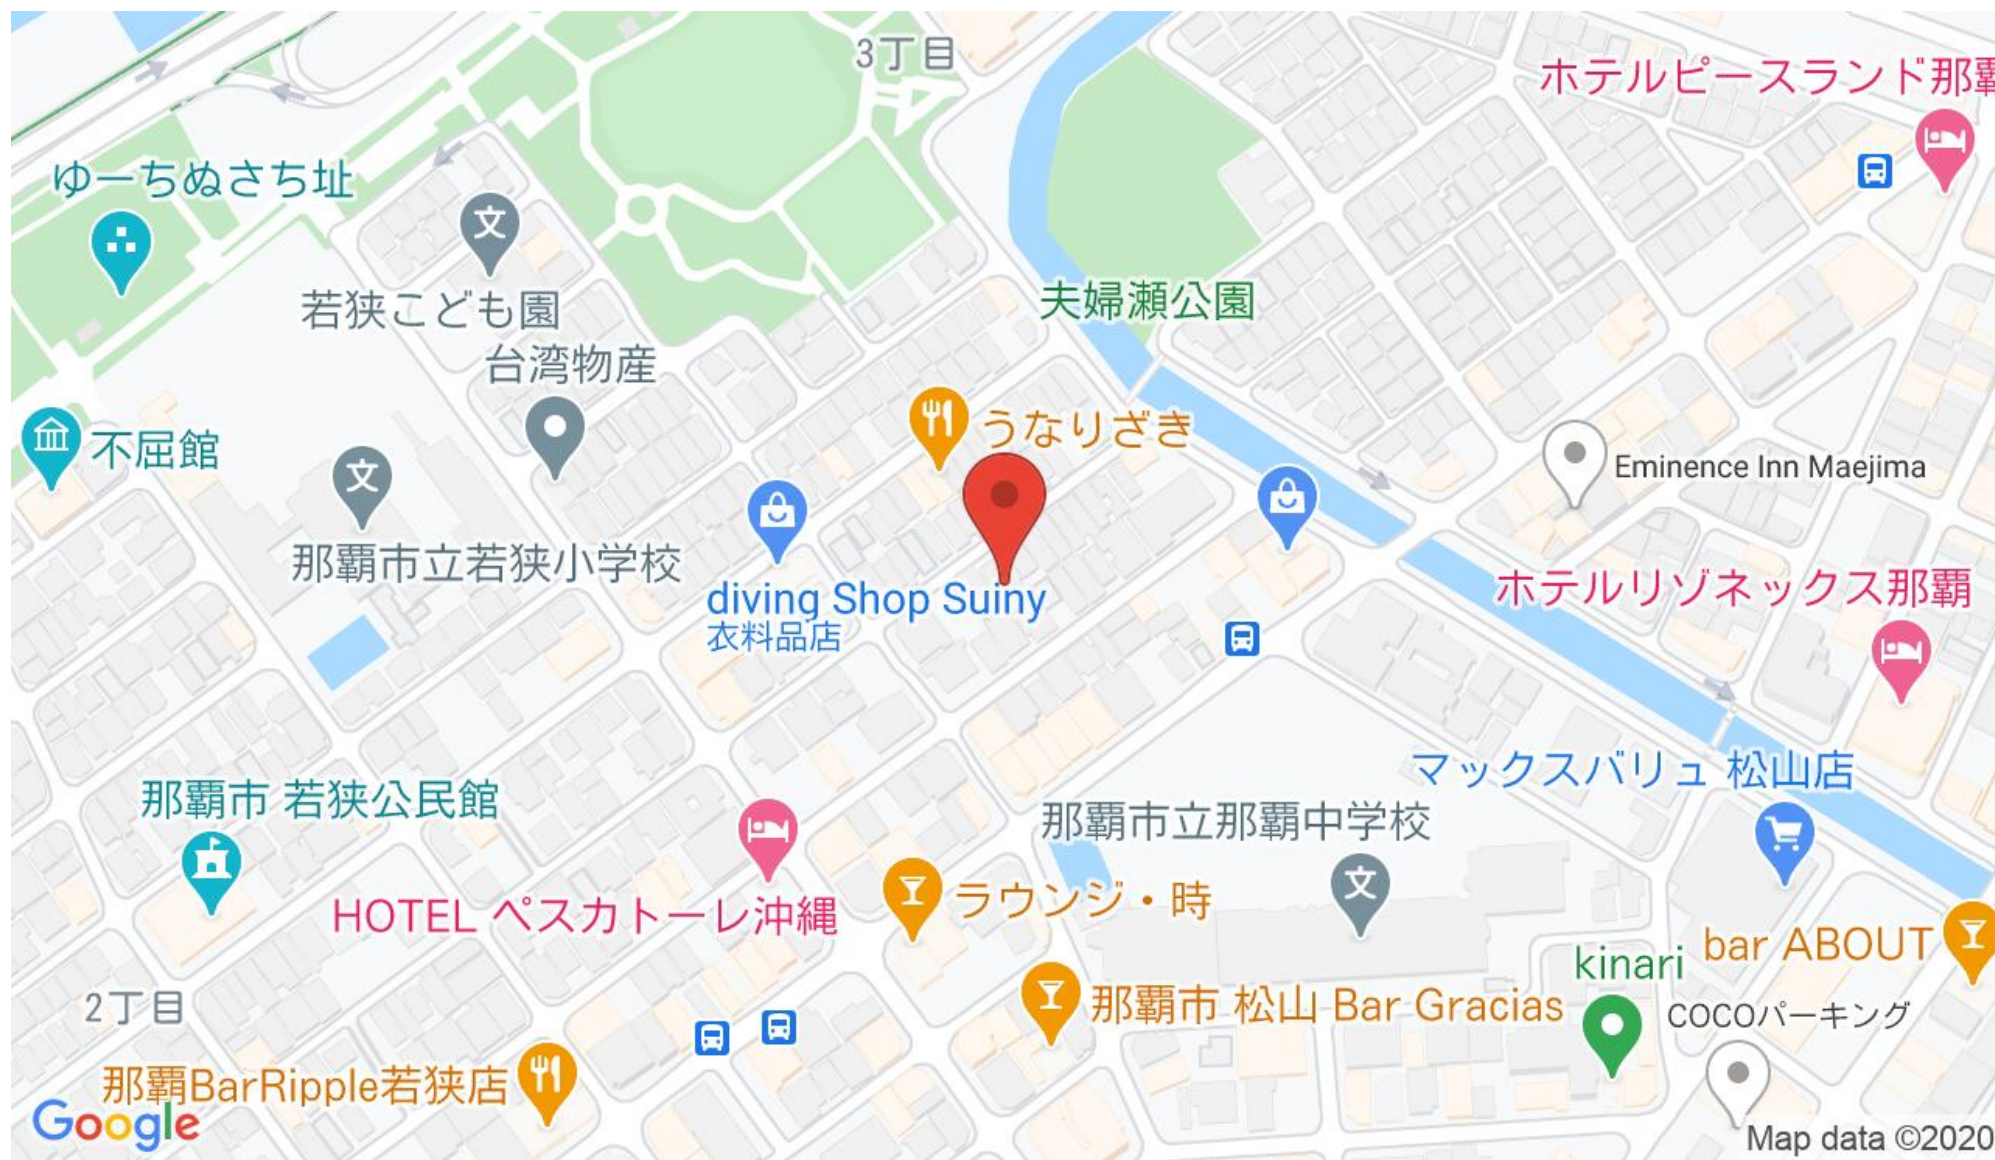 3丁目
ホテルピースランド那覇
ゆーちぬさち址
文
若狭こども園
夫婦瀬公園
台湾物産
うなりざき
不屈館
文
Eminence Inn Maejima
那覇市立若狭小学校
diving Shop Suiny
衣料品店
ホテルリゾネックス那覇
マックスバリュ 松山店
那覇市 若狭公民館
那覇市立那覇中学校
文
HOTEL ペスカトーレ沖縄
ラウンジ・時
bar ABOUT
kinari
2丁目
那覇市 松山 Bar Gracias
COCOパーキング
那覇BarRipple若狭店
Google
Map data ©2020